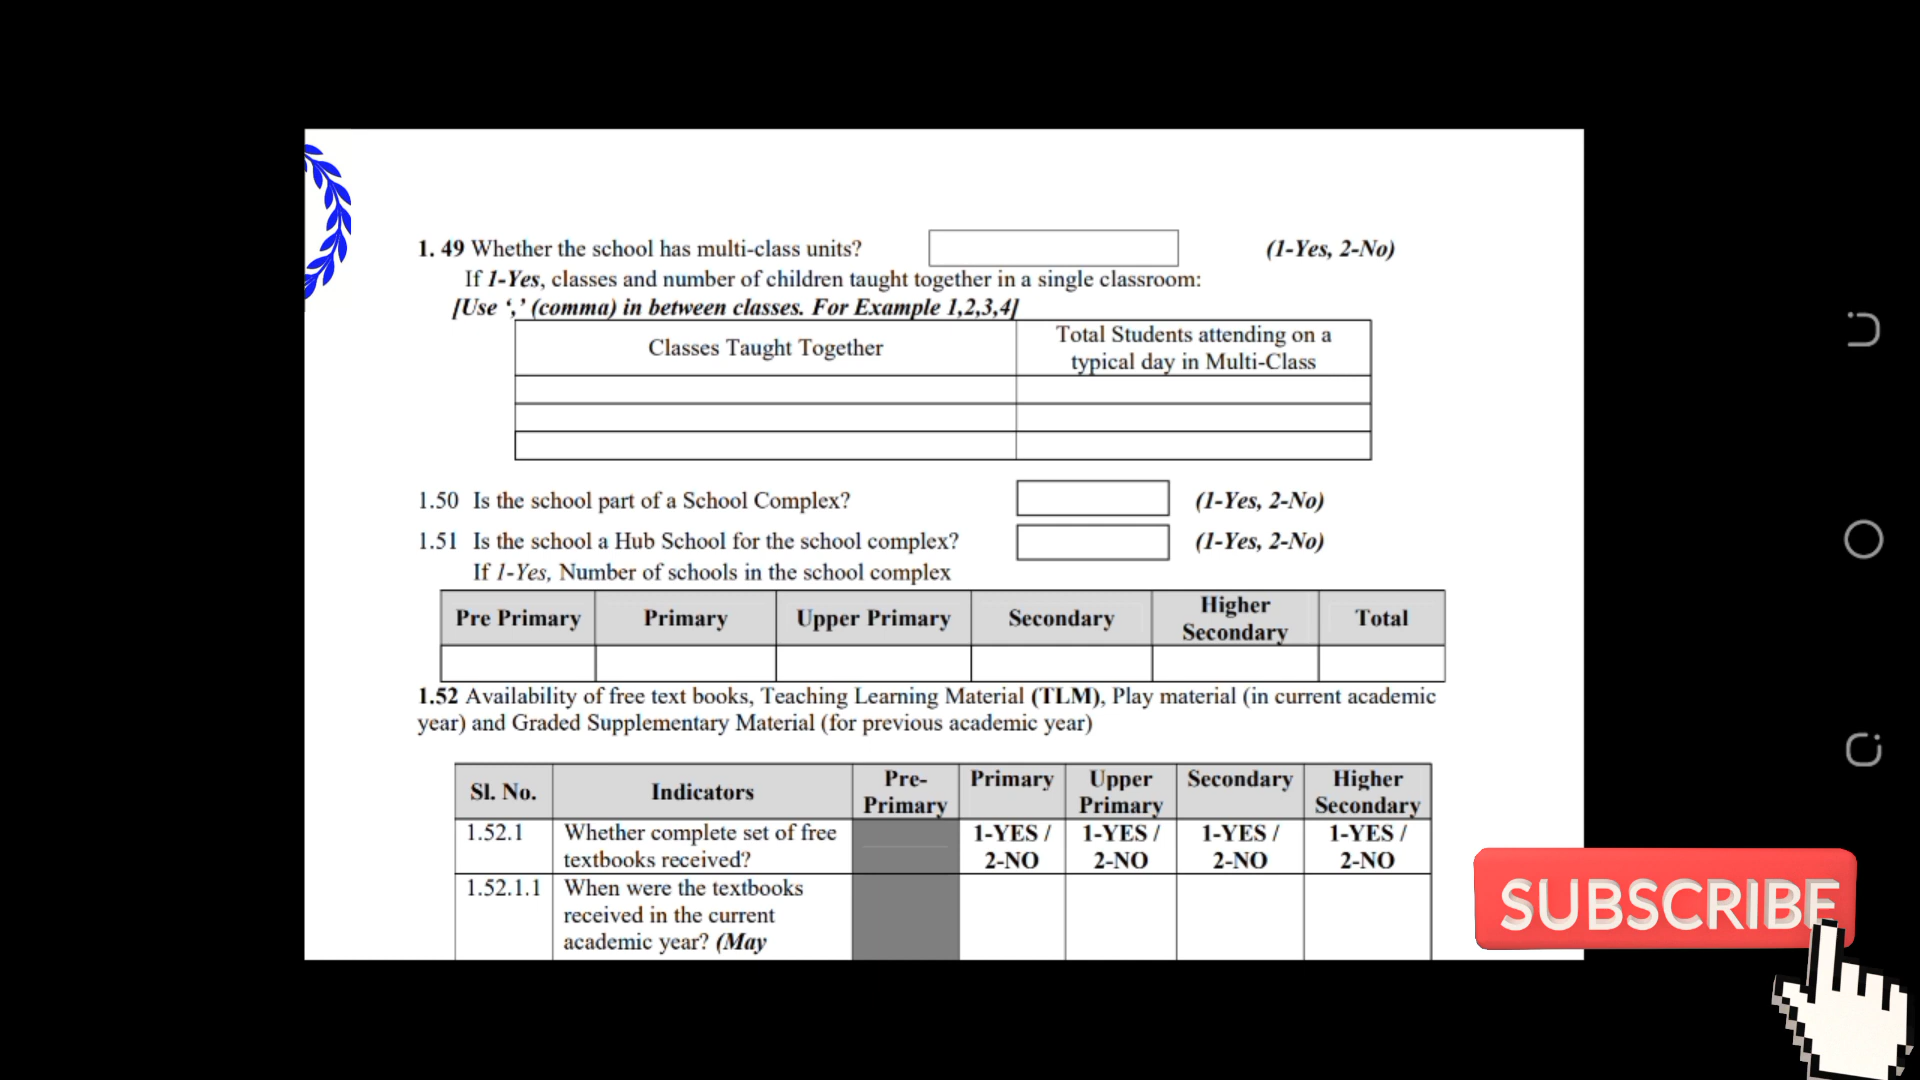 1. 49 Whether the school has multi-class units? (1-Yes, 2-No)
If 1-Yes, classes and number of children taught together in a single classroom:
[Use ‘,’ (comma) in between classes. For Example 1,2,3,4]
Classes Taught Together
Total Students attending on a
typical day in Multi-Class
1.50 Is the school part of a School Complex? (1-Yes, 2-No)
1.51 Is the school a Hub School for the school complex? (1-Yes, 2-No)
If 1-Yes, Number of schools in the school complex
Pre Primary
Primary
Upper Primary
Secondary
Higher
Secondary
Total
1.52 Availability of free text books, Teaching Learning Material (TLM), Play material (in current academic
year) and Graded Supplementary Material (for previous academic year)
Sl. No.
Indicators
Pre-
Primary
Primary
Upper
Primary
Secondary
Higher
Secondary
1.52.1
Whether complete set of free
textbooks received?
1-YES /
2-NO
1-YES /
2-NO
1-YES /
2-NO
1-YES /
2-NO
1.52.1.1
When were the textbooks
received in the current
academic year? (May
SUBSCRIBE